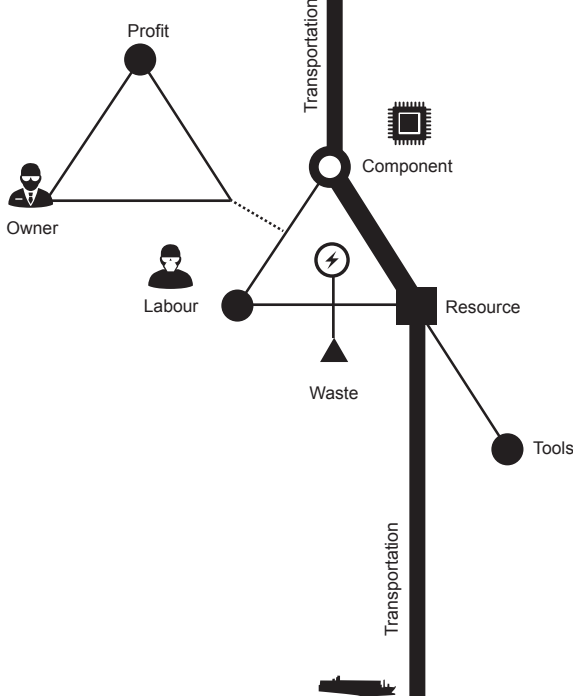 Transportation
Profit
Component
Owner
Labour
Resource
Waste
Tools
Transportation